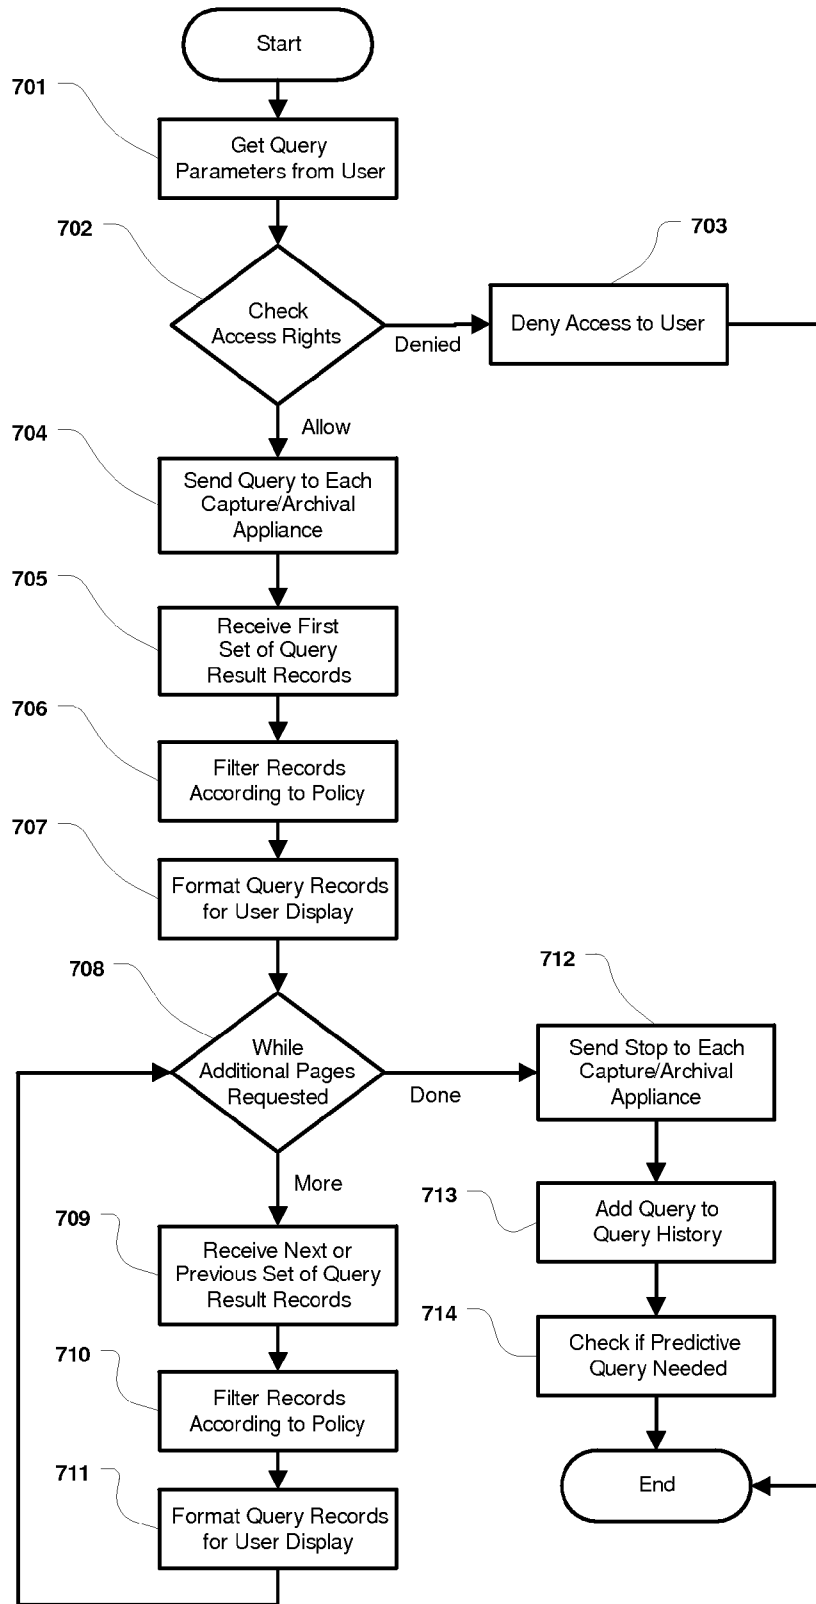 Start
701
Get Query
Parameters from User
702
Check
Access Rights
Denied
703
Deny Access to User
Allow
704
Send Query to Each
Capture/Archival
Appliance
705
Receive First
Set of Query
Result Records
706
Filter Records
According to Policy
707
Format Query Records
for User Display
708
While
Additional Pages
Requested
Done
More
709
Receive Next or
Previous Set of Query
Result Records
710
Filter Records
According to Policy
711
Format Query Records
for User Display
712
Send Stop to Each
Capture/Archival
Appliance
713
Add Query to
Query History
714
Check if Predictive
Query Needed
End